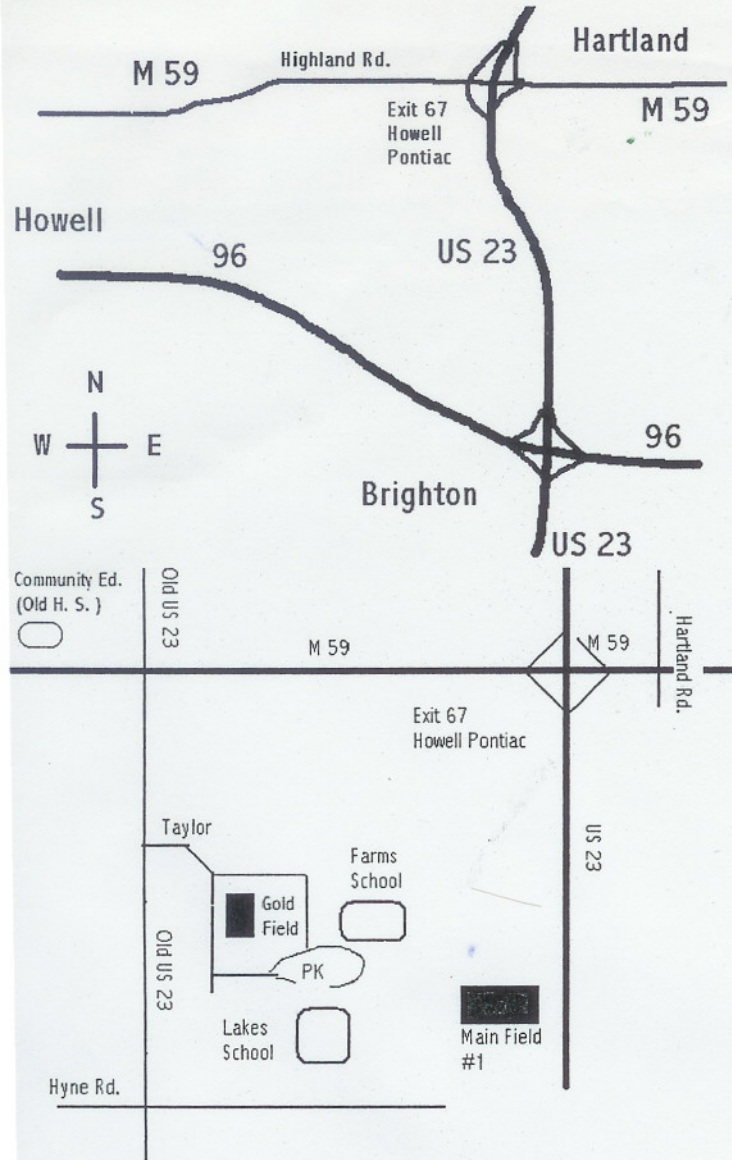 Hartland
Highland Rd.
M 59
M 59
Exit 67
Howell
Pontiac
Howell
96
US 23
N
W E
S
96
Brighton
US 23
Community Ed.
(Old H. S. )
Old US 23
M 59
M 59
Hartland Rd.
Exit 67
Howell Pontiac
Taylor
US 23
Farms
School
Gold
Field
Old US 23
PK
Lakes
School
Main Field
#1
Hyne Rd.